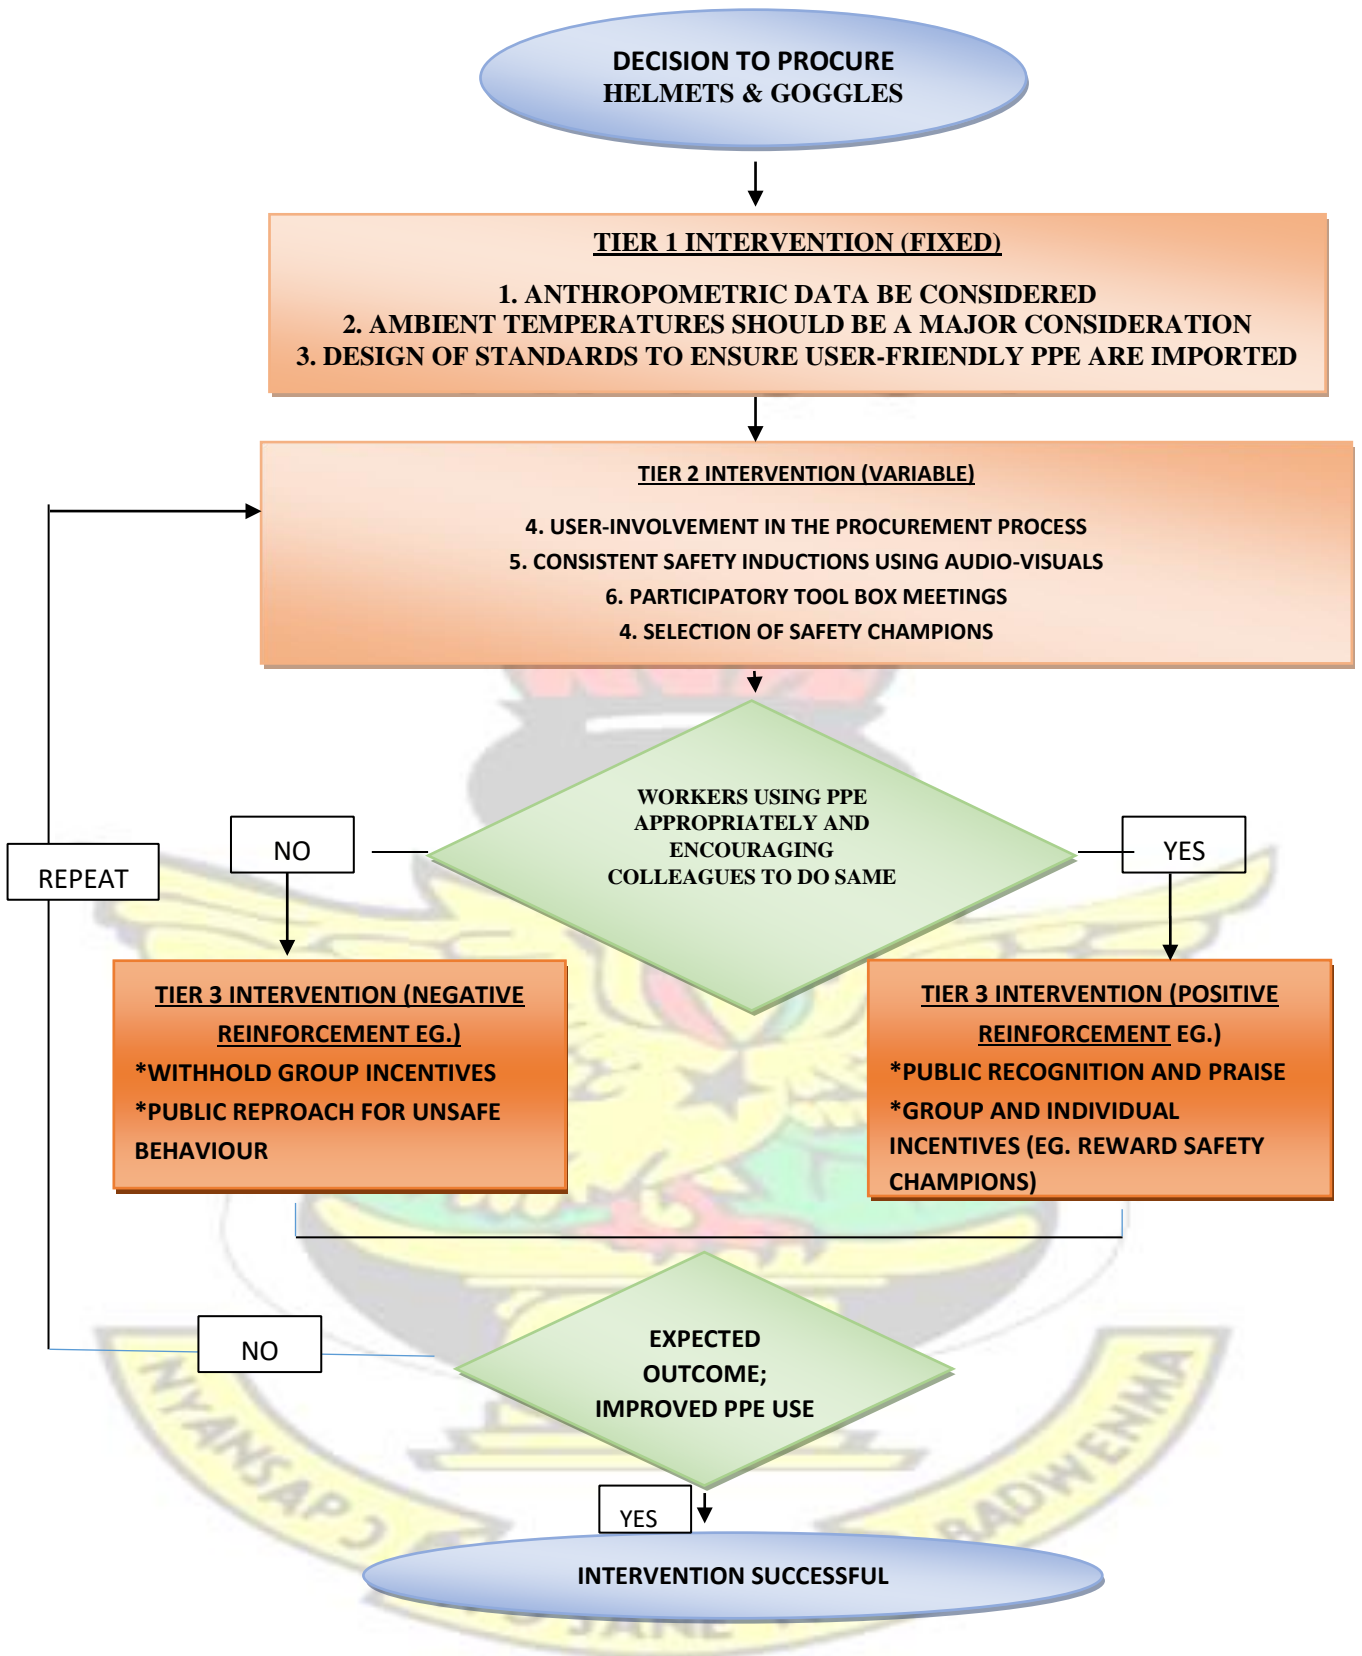 DECISION TO PROCURE
HELMETS & GOGGLES
TIER 1 INTERVENTION (FIXED)
1. ANTHROPOMETRIC DATA BE CONSIDERED
2. AMBIENT TEMPERATURES SHOULD BE A MAJOR CONSIDERATION
3. DESIGN OF STANDARDS TO ENSURE USER-FRIENDLY PPE ARE IMPORTED
TIER 2 INTERVENTION (VARIABLE)
4. USER-INVOLVEMENT IN THE PROCUREMENT PROCESS
5. CONSISTENT SAFETY INDUCTIONS USING AUDIO-VISUALS
6. PARTICIPATORY TOOL BOX MEETINGS
4. SELECTION OF SAFETY CHAMPIONS
WORKERS USING PPE
APPROPRIATELY AND
ENCOURAGING
COLLEAGUES TO DO SAME
NO
YES
REPEAT
TIER 3 INTERVENTION (NEGATIVE
REINFORCEMENT EG.)
*WITHHOLD GROUP INCENTIVES
*PUBLIC REPROACH FOR UNSAFE
BEHAVIOUR
TIER 3 INTERVENTION (POSITIVE
REINFORCEMENT EG.)
*PUBLIC RECOGNITION AND PRAISE
*GROUP AND INDIVIDUAL
INCENTIVES (EG. REWARD SAFETY
CHAMPIONS)
EXPECTED
OUTCOME;
IMPROVED PPE USE
NO
YES
INTERVENTION SUCCESSFUL
NYANSAPƆ
BADWENMA
JANE